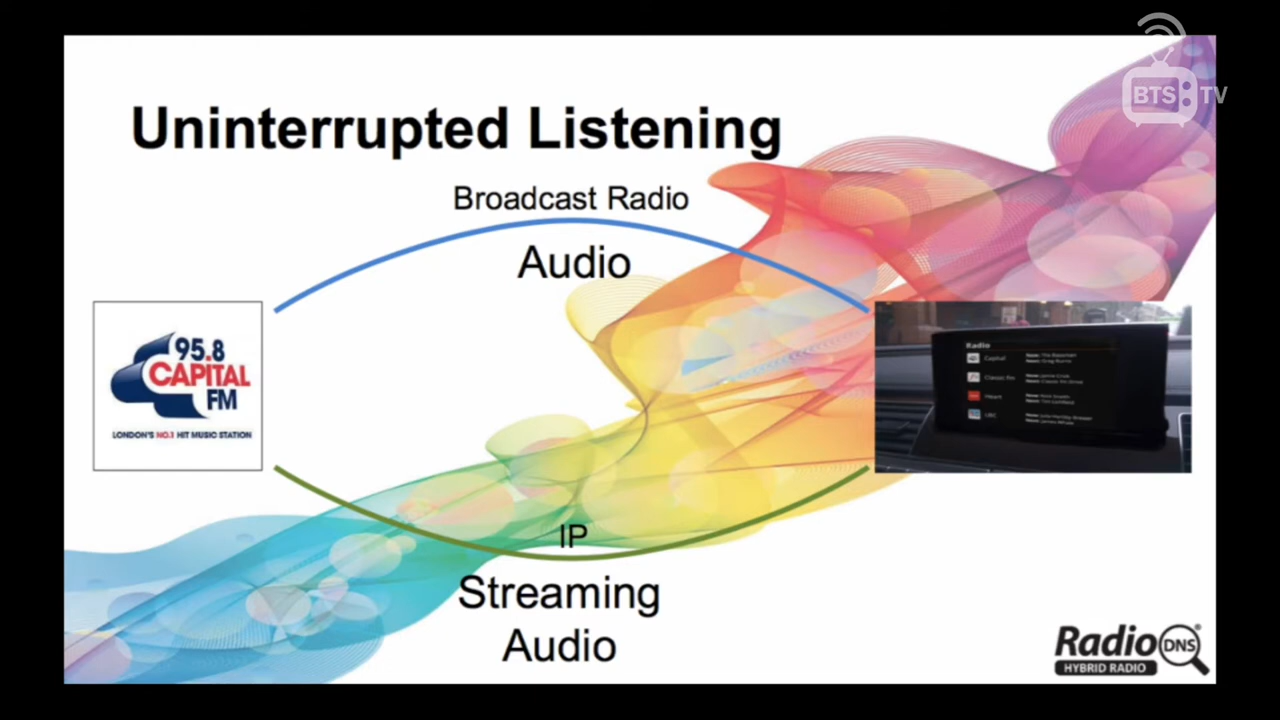 BTS TV
Uninterrupted Listening
Broadcast Radio
Audio
95.8
CAPITAL
FM
LONDON'S NO.1 HIT MUSIC STATION
Radio
Capital
Classic fm
Heart
LBC
IP
Streaming
Audio
Radio DNS®
HYBRID RADIO